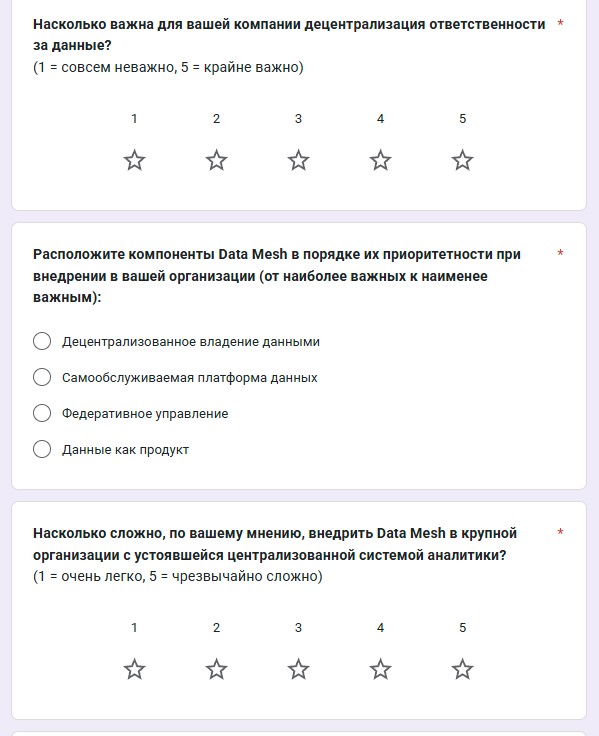 Насколько важна для вашей компании децентрализация ответственности *
за данные?
(1 = совсем неважно, 5 = крайне важно)
1 2 3 4 5
Расположите компоненты Data Mesh в порядке их приоритетности при *
внедрении в вашей организации (от наиболее важных к наименее
важным):
Децентрализованное владение данными
Самообслуживаемая платформа данных
Федеративное управление
Данные как продукт
Насколько сложно, по вашему мнению, внедрить Data Mesh в крупной *
организации с устоявшейся централизованной системой аналитики?
(1 = очень легко, 5 = чрезвычайно сложно)
1 2 3 4 5